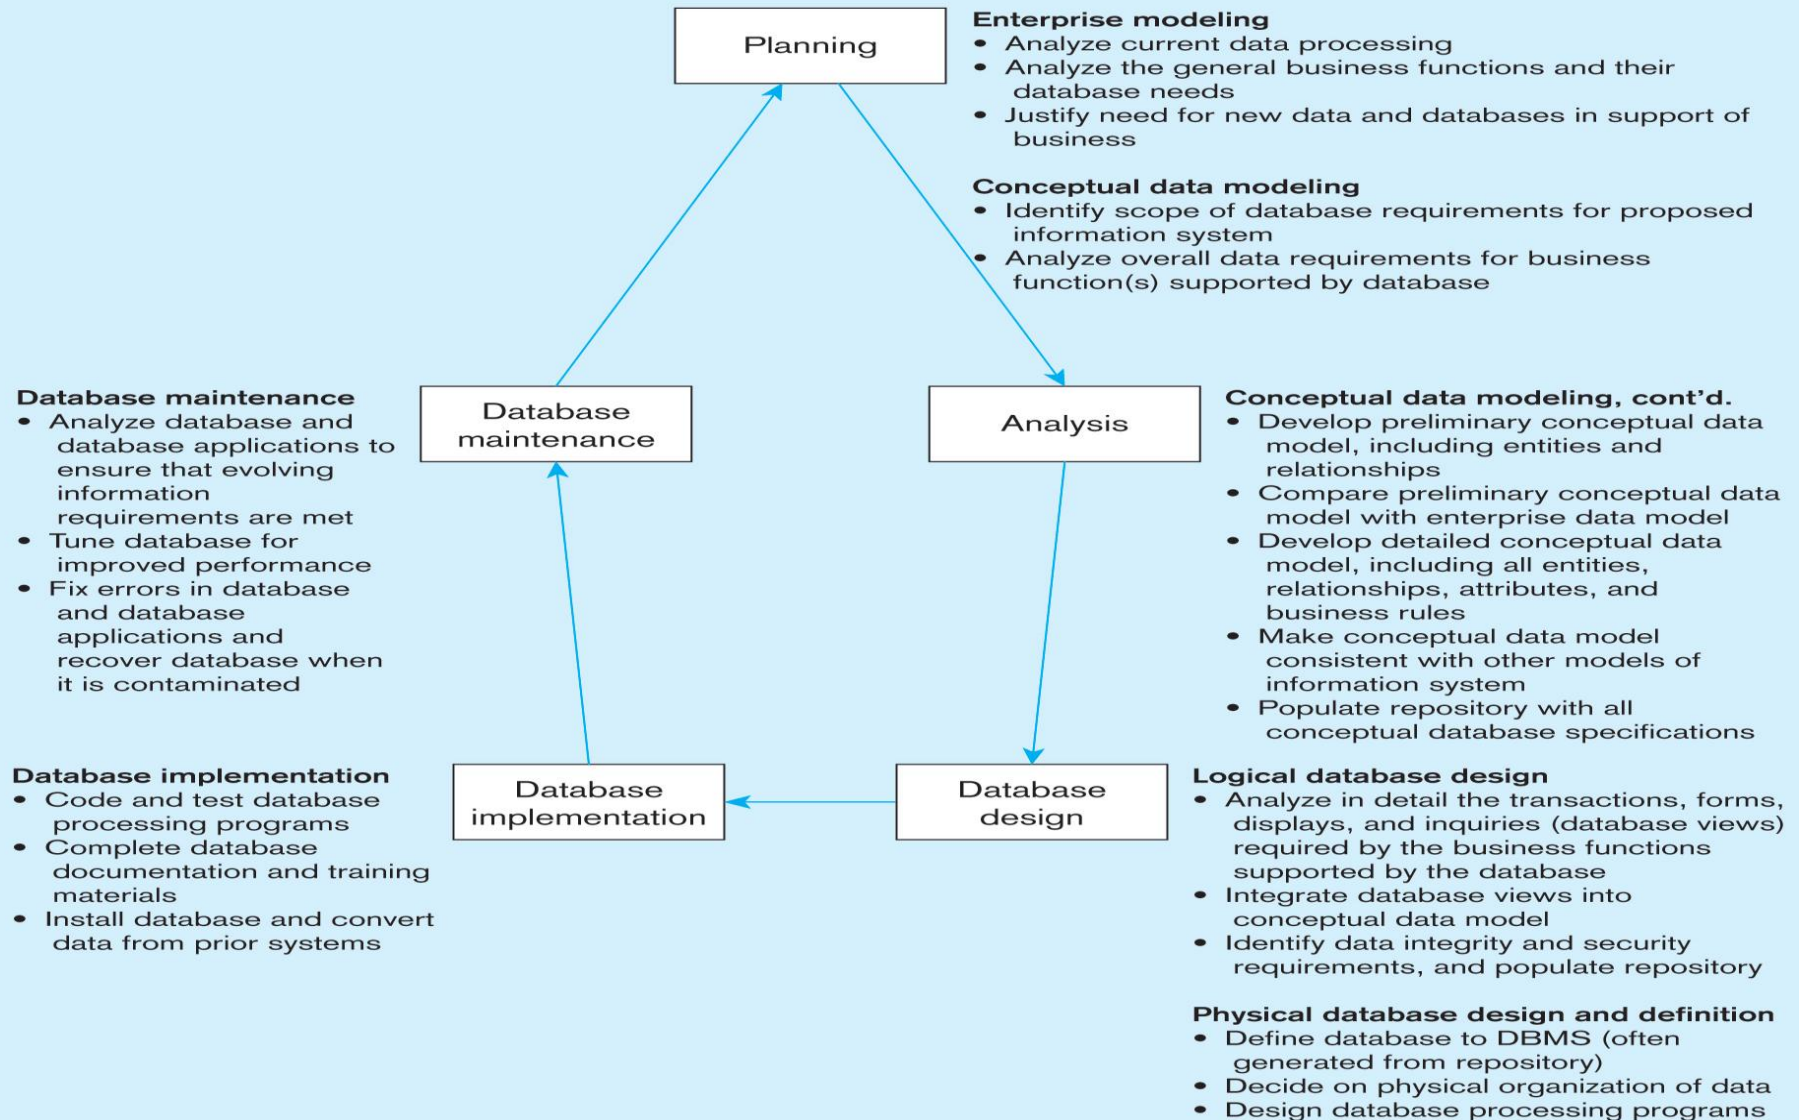 Planning
Enterprise modeling
• Analyze current data processing
• Analyze the general business functions and their
database needs
• Justify need for new data and databases in support of
business
Conceptual data modeling
• Identify scope of database requirements for proposed
information system
• Analyze overall data requirements for business
function(s) supported by database
Analysis
Conceptual data modeling, cont’d.
• Develop preliminary conceptual data
model, including entities and
relationships
• Compare preliminary conceptual data
model with enterprise data model
• Develop detailed conceptual data
model, including all entities,
relationships, attributes, and
business rules
• Make conceptual data model
consistent with other models of
information system
• Populate repository with all
conceptual database specifications
Database
design
Logical database design
• Analyze in detail the transactions, forms,
displays, and inquiries (database views)
required by the business functions
supported by the database
• Integrate database views into
conceptual data model
• Identify data integrity and security
requirements, and populate repository
Physical database design and definition
• Define database to DBMS (often
generated from repository)
• Decide on physical organization of data
• Design database processing programs
Database
implementation
Database implementation
• Code and test database
processing programs
• Complete database
documentation and training
materials
• Install database and convert
data from prior systems
Database
maintenance
Database maintenance
• Analyze database and
database applications to
ensure that evolving
information
requirements are met
• Tune database for
improved performance
• Fix errors in database
and database
applications and
recover database when
it is contaminated